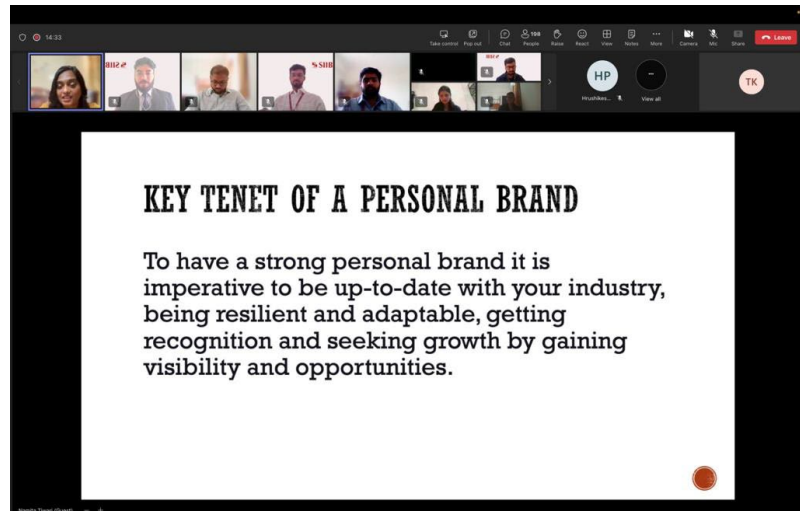 14:33
Take control Pop out Chat People 198 Raise React View Notes More Camera Mic Share Leave
HP
Hrushikes...
View all
TK
KEY TENET OF A PERSONAL BRAND
To have a strong personal brand it is
imperative to be up-to-date with your industry,
being resilient and adaptable, getting
recognition and seeking growth by gaining
visibility and opportunities.